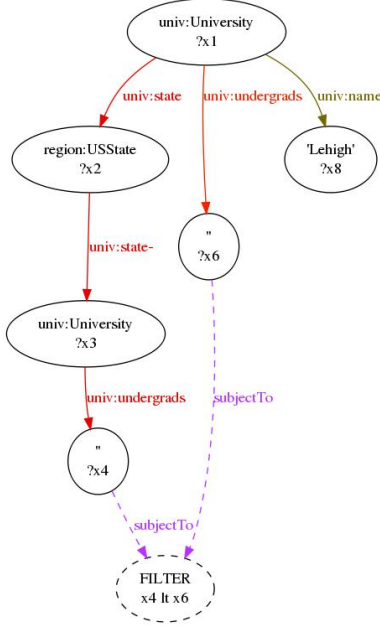 univ:University
?x1
univ:state
univ:undergrads
univ:name
region:USState
?x2
'Lehigh'
?x8
''
?x6
univ:state-
univ:University
?x3
univ:undergrads
subjectTo
''
?x4
subjectTo
FILTER
x4 lt x6